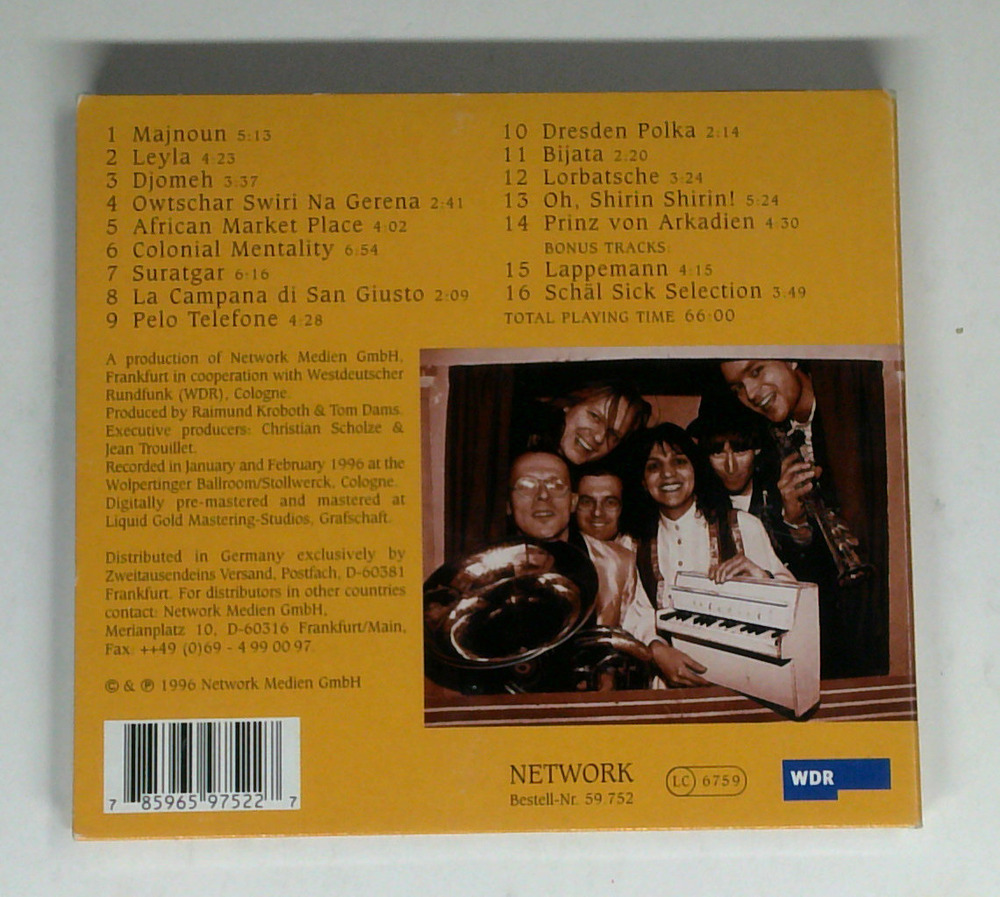 1 Majnoun 5:13
2 Leyla 4:23
3 Djomeh 3:37
4 Owtschar Swiri Na Gerena 2:41
5 African Market Place 4:02
6 Colonial Mentality 6:54
7 Suratgar 6:16
8 La Campana di San Giusto 2:09
9 Pelo Telefone 4:28
10 Dresden Polka 2:14
11 Bijata 2:20
12 Lorbatsche 3:24
13 Oh, Shirin Shirin! 5:24
14 Prinz von Arkadien 4:30
BONUS TRACKS:
15 Lappemann 4:15
16 Schäl Sick Selection 3:49
TOTAL PLAYING TIME 66:00
A production of Network Medien GmbH,
Frankfurt in cooperation with Westdeutscher
Rundfunk (WDR), Cologne.
Produced by Raimund Kroboth & Tom Dams.
Executive producers: Christian Scholze &
Jean Trouillet.
Recorded in January and February 1996 at the
Wolpertinger Ballroom/Stollwerck, Cologne.
Digitally pre-mastered and mastered at
Liquid Gold Mastering-Studios, Grafschaft.
Distributed in Germany exclusively by
Zweitausendeins Versand, Postfach, D-60381
Frankfurt. For distributors in other countries
contact: Network Medien GmbH,
Merianplatz 10, D-60316 Frankfurt/Main,
Fax: ++49 (0)69 - 4 99 00 97.
© & ℗ 1996 Network Medien GmbH
7 85965 97522 7
NETWORK
Bestell-Nr. 59.752
LC 6759
WDR